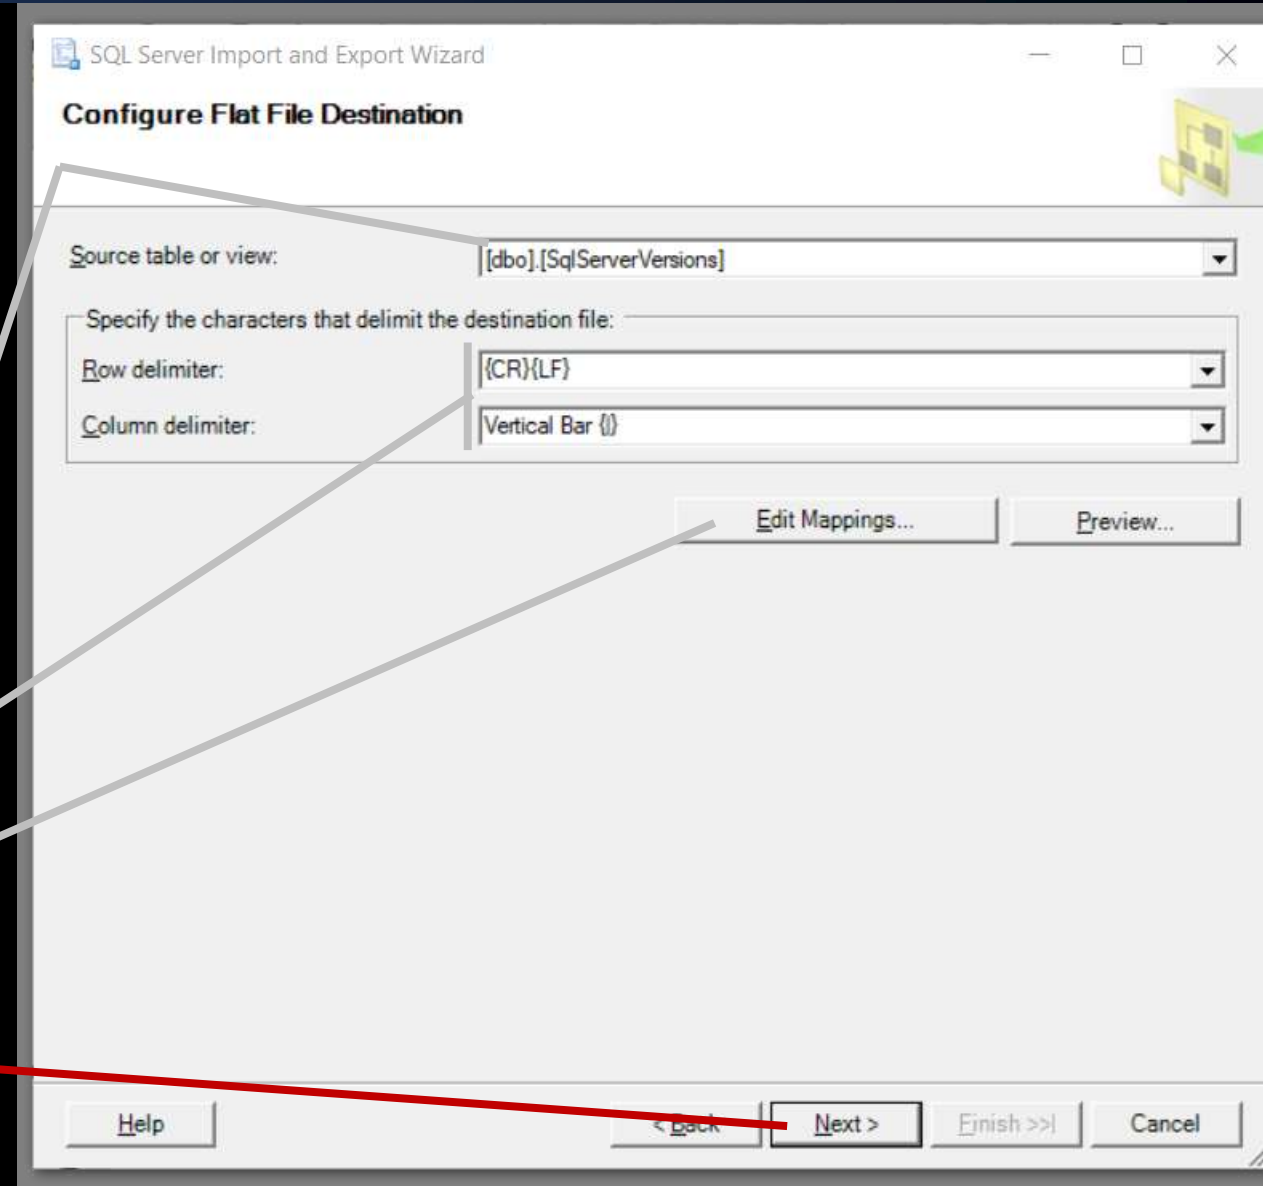 SQL Server Import and Export Wizard
Configure Flat File Destination
Source table or view: [dbo].[SqlServerVersions]
Specify the characters that delimit the destination file:
Row delimiter: {CR}{LF}
Column delimiter: Vertical Bar {|}
Edit Mappings... Preview...
Help < Back Next > Finish >>| Cancel